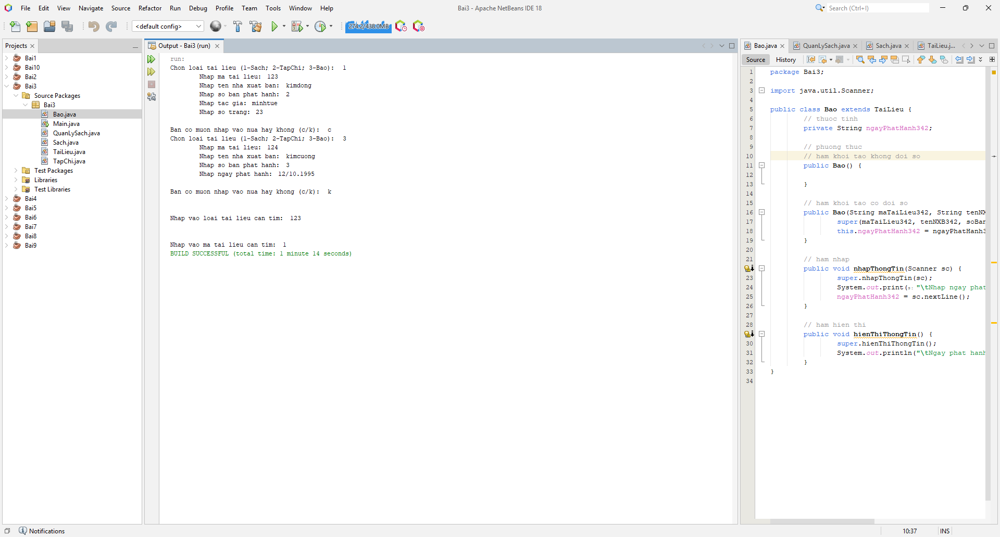 File Edit View Navigate Source Refactor Run Debug Profile Team Tools Window Help
Bai3 - Apache NetBeans IDE 18
Search (Ctrl+I)
<default config>
274.2/438.0MB
Projects
Bai1
Bai10
Bai2
Bai3
Source Packages
Bai3
Bao.java
Main.java
QuanLySach.java
Sach.java
TaiLieu.java
TapChi.java
Test Packages
Libraries
Test Libraries
Bai4
Bai5
Bai6
Bai7
Bai8
Bai9
Output - Bai3 (run)
run:
Chon loai tai lieu (1-Sach; 2-TapChi; 3-Bao): 1
Nhap ma tai lieu: 123
Nhap ten nha xuat ban: kimdong
Nhap so ban phat hanh: 2
Nhap tac gia: minhtue
Nhap so trang: 23
Ban co muon nhap vao nua hay khong (c/k): c
Chon loai tai lieu (1-Sach; 2-TapChi; 3-Bao): 3
Nhap ma tai lieu: 124
Nhap ten nha xuat ban: kimcuong
Nhap so ban phat hanh: 3
Nhap ngay phat hanh: 12/10.1995
Ban co muon nhap vao nua hay khong (c/k): k
Nhap vao loai tai lieu can tim: 123
Nhap vao ma tai lieu can tim: 1
BUILD SUCCESSFUL (total time: 1 minute 14 seconds)
Bao.java QuanLySach.java Sach.java TaiLieu.j...
Source History
1 package Bai3;
2
3 import java.util.Scanner;
4
5 public class Bao extends TaiLieu {
6 // thuoc tinh
7 private String ngayPhatHanh342;
8
9 // phuong thuc
10 // ham khoi tao khong doi so
11 public Bao() {
12
13 }
14
15 // ham khoi tao co doi so
16 public Bao(String maTaiLieu342, String tenNX
17 super(maTaiLieu342, tenNXB342, soBan
18 this.ngayPhatHanh342 = ngayPhatHanh3
19 }
20
21 // ham nhap
public void nhapThongTin(Scanner sc) {
23 super.nhapThongTin(sc);
24 System.out.print(s: "\tNhap ngay phat
25 ngayPhatHanh342 = sc.nextLine();
26 }
27
28 // ham hien thi
public void hienThiThongTin() {
30 super.hienThiThongTin();
31 System.out.println("\tNgay phat hanh
32 }
33 }
34
Notifications
10:37 INS